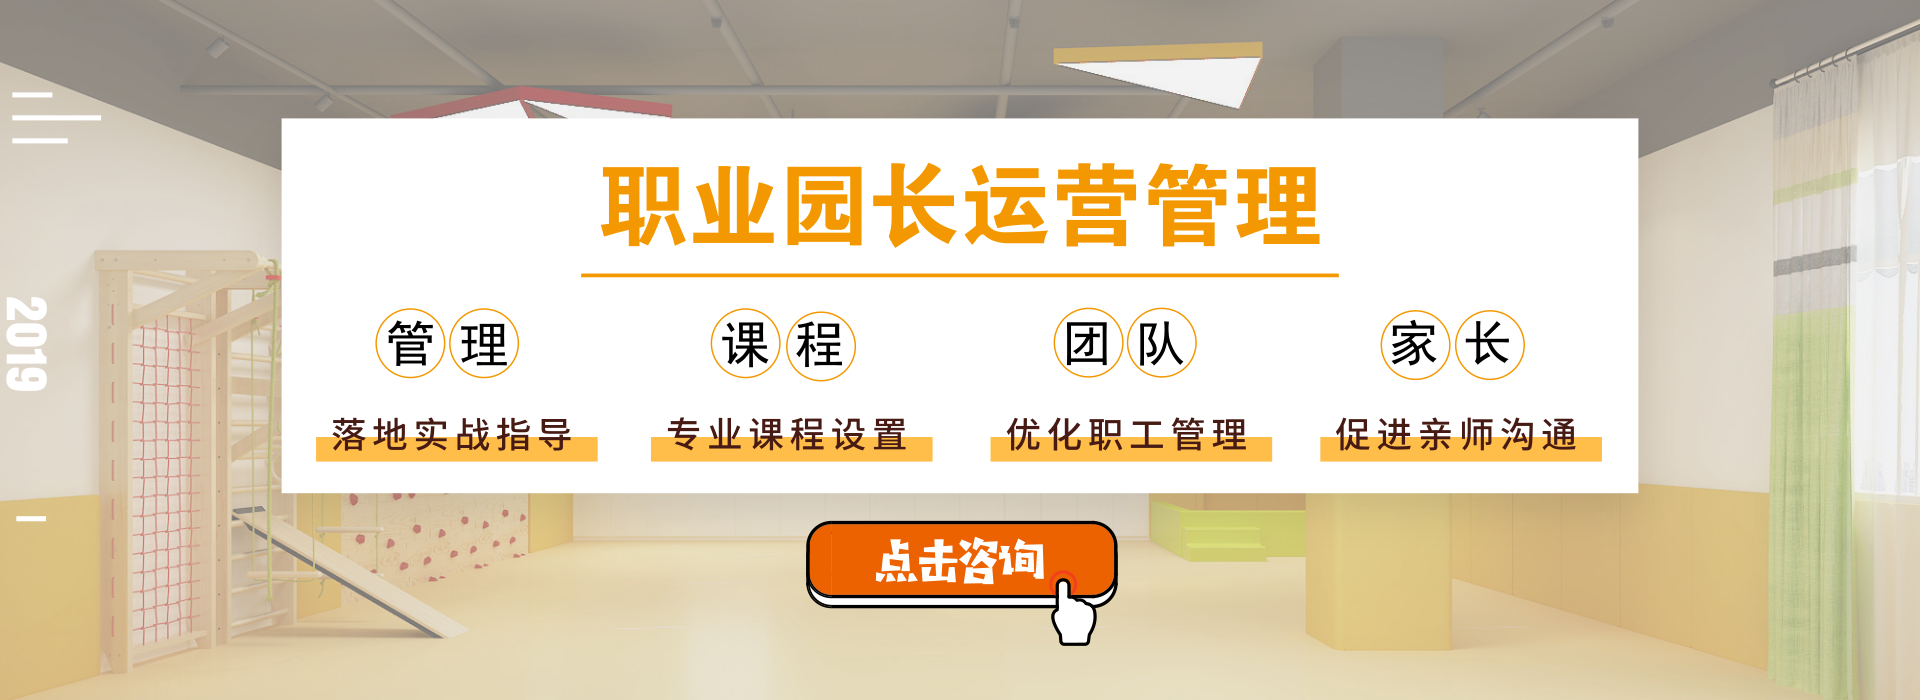 职业园长运营管理
管理
课程
团队
家长
落地实战指导
专业课程设置
优化职工管理
促进亲师沟通
2019
点击咨询